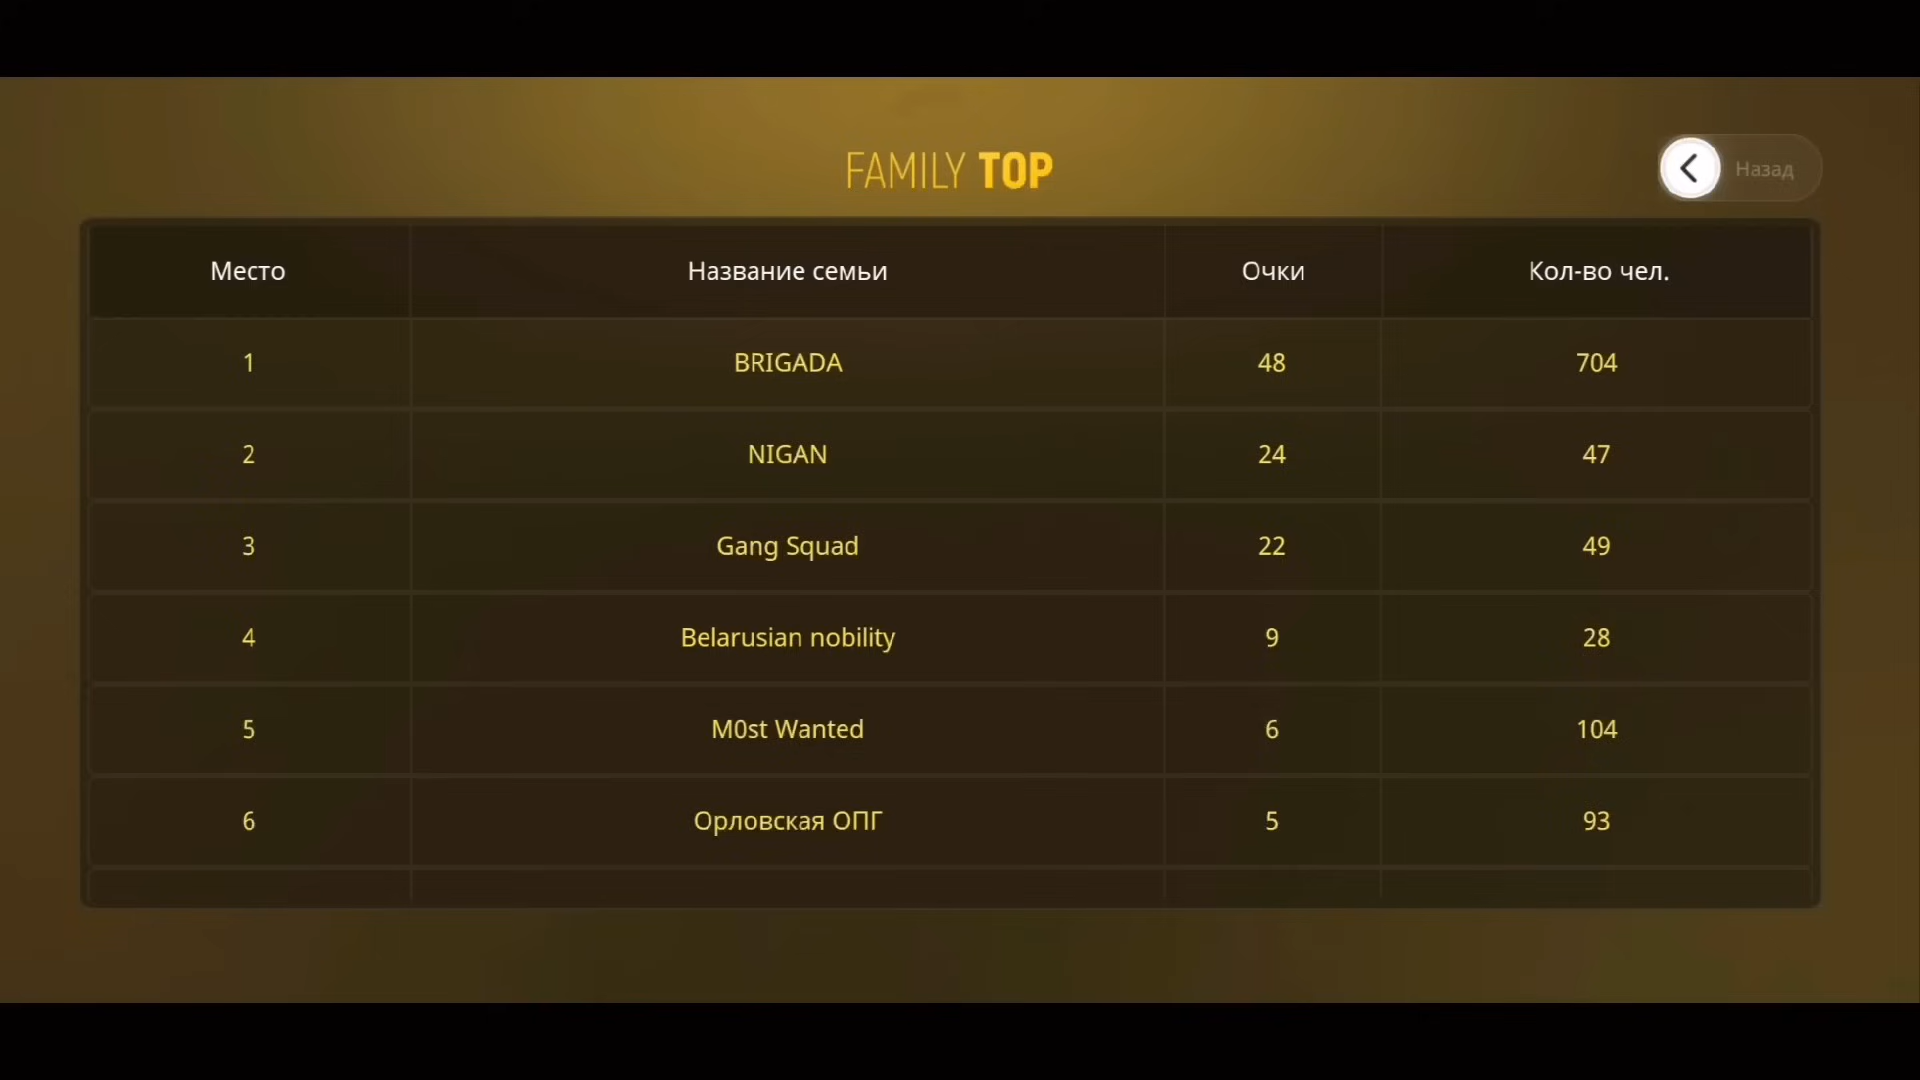 FAMILY TOP
Назад
Место Название семьи Очки Кол-во чел.
1 BRIGADA 48 704
2 NIGAN 24 47
3 Gang Squad 22 49
4 Belarusian nobility 9 28
5 M0st Wanted 6 104
6 Орловская ОПГ 5 93